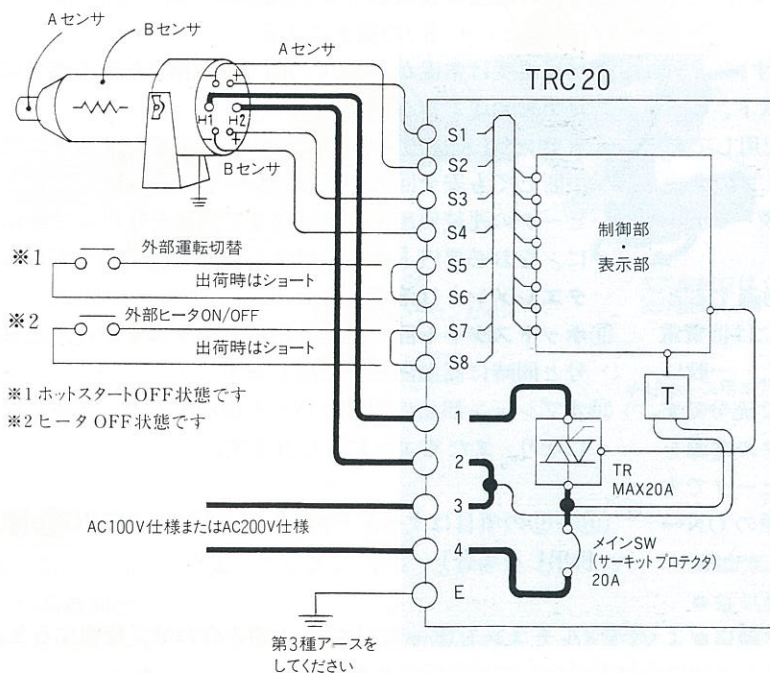 Aセンサ
Bセンサ
Aセンサ
H1 H2
Bセンサ
TRC20
S1
S2
S3
S4
S5
S6
S7
S8
制御部
・
表示部
※1
外部運転切替
出荷時はショート
※2
外部ヒータON/OFF
出荷時はショート
※1ホットスタートOFF状態です
※2ヒータOFF状態です
T
1
2
3
4
E
TR
MAX20A
AC100V仕様またはAC200V仕様
メインSW
(サーキットプロテクタ)
20A
第3種アースを
してください